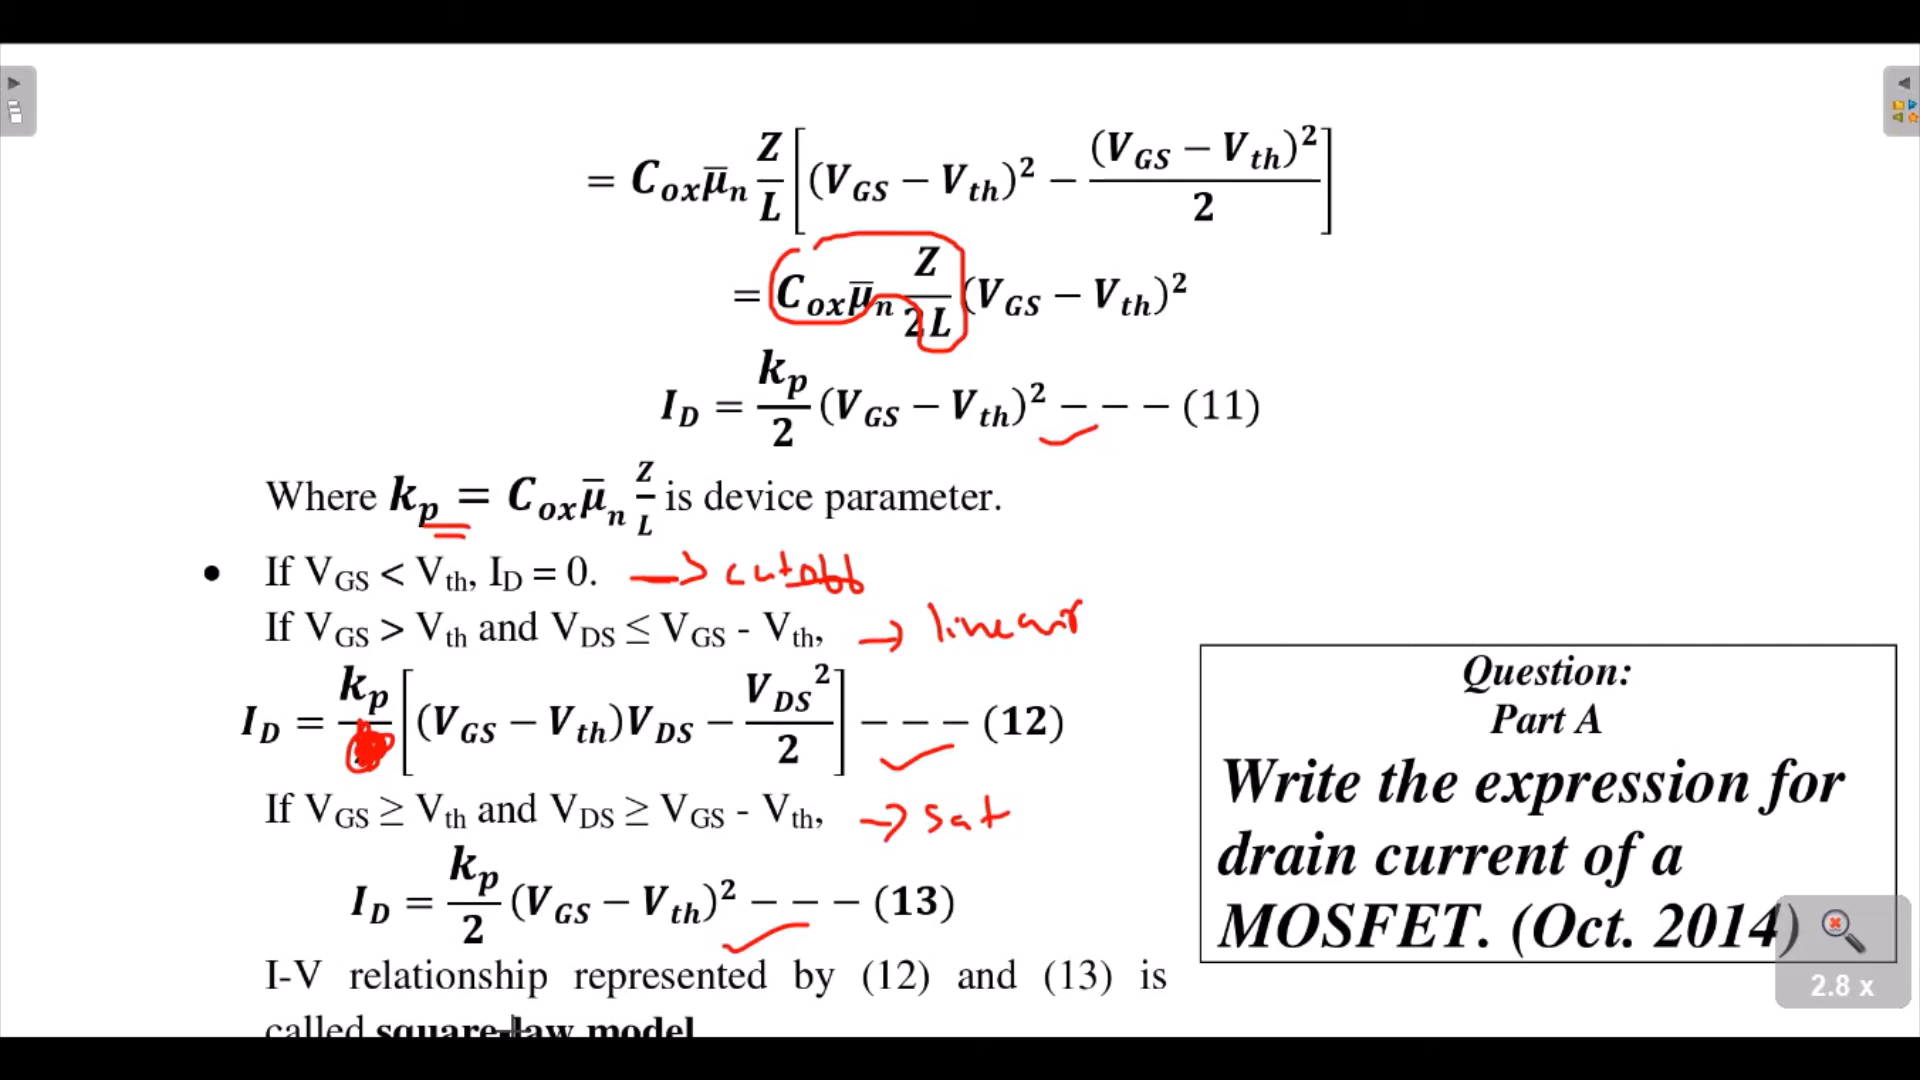 = C_ox μ̄_n Z/L [(V_GS − V_th)² − (V_GS − V_th)²/2]
= C_ox μ̄_n Z/2L (V_GS − V_th)²
I_D = k_p/2 (V_GS − V_th)² − − − (11)
Where k_p = C_ox μ̄_n Z/L is device parameter.
• If V_GS < V_th, I_D = 0. → cutoff
If V_GS > V_th and V_DS ≤ V_GS - V_th, → linear
I_D = k_p [(V_GS − V_th)V_DS − V_DS²/2] − − − (12)
If V_GS ≥ V_th and V_DS ≥ V_GS - V_th, → sat
I_D = k_p/2 (V_GS − V_th)² − − − (13)
I-V relationship represented by (12) and (13) is
called square-law model
Question:
Part A
Write the expression for
drain current of a
MOSFET. (Oct. 2014)
2.8 x